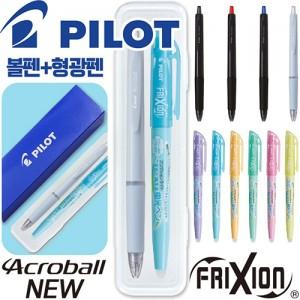 PILOT
볼펜+형광펜
PILOT
FRIXION
Acroball
NEW
FRIXION